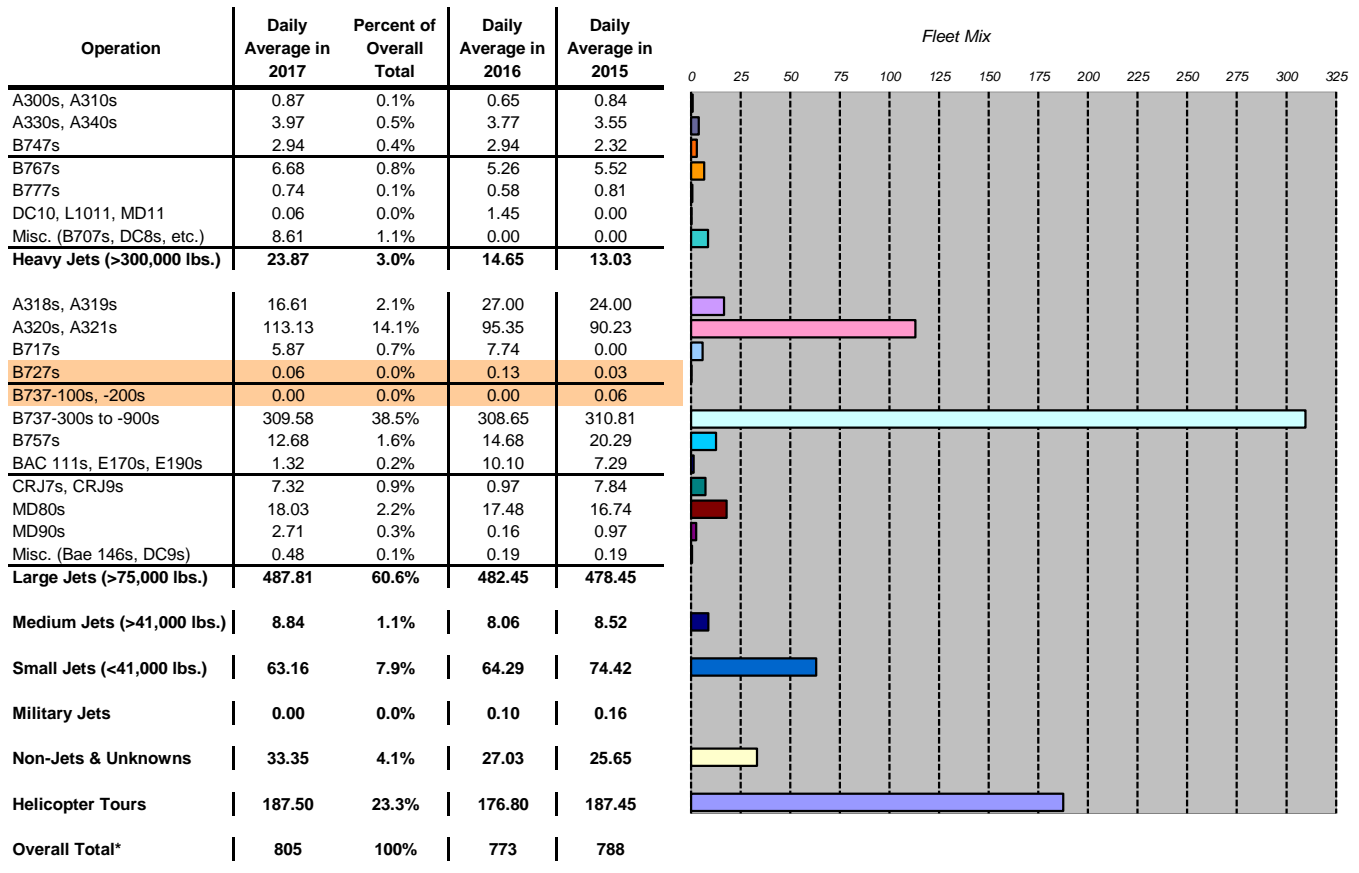 Operation Daily Average in 2017 Percent of Overall Total Daily Average in 2016 Daily Average in 2015
Fleet Mix
0 25 50 75 100 125 150 175 200 225 250 275 300 325
A300s, A310s 0.87 0.1% 0.65 0.84
A330s, A340s 3.97 0.5% 3.77 3.55
B747s 2.94 0.4% 2.94 2.32
B767s 6.68 0.8% 5.26 5.52
B777s 0.74 0.1% 0.58 0.81
DC10, L1011, MD11 0.06 0.0% 1.45 0.00
Misc. (B707s, DC8s, etc.) 8.61 1.1% 0.00 0.00
Heavy Jets (>300,000 lbs.) 23.87 3.0% 14.65 13.03
A318s, A319s 16.61 2.1% 27.00 24.00
A320s, A321s 113.13 14.1% 95.35 90.23
B717s 5.87 0.7% 7.74 0.00
B727s 0.06 0.0% 0.13 0.03
B737-100s, -200s 0.00 0.0% 0.00 0.06
B737-300s to -900s 309.58 38.5% 308.65 310.81
B757s 12.68 1.6% 14.68 20.29
BAC 111s, E170s, E190s 1.32 0.2% 10.10 7.29
CRJ7s, CRJ9s 7.32 0.9% 0.97 7.84
MD80s 18.03 2.2% 17.48 16.74
MD90s 2.71 0.3% 0.16 0.97
Misc. (Bae 146s, DC9s) 0.48 0.1% 0.19 0.19
Large Jets (>75,000 lbs.) 487.81 60.6% 482.45 478.45
Medium Jets (>41,000 lbs.) 8.84 1.1% 8.06 8.52
Small Jets (<41,000 lbs.) 63.16 7.9% 64.29 74.42
Military Jets 0.00 0.0% 0.10 0.16
Non-Jets & Unknowns 33.35 4.1% 27.03 25.65
Helicopter Tours 187.50 23.3% 176.80 187.45
Overall Total* 805 100% 773 788